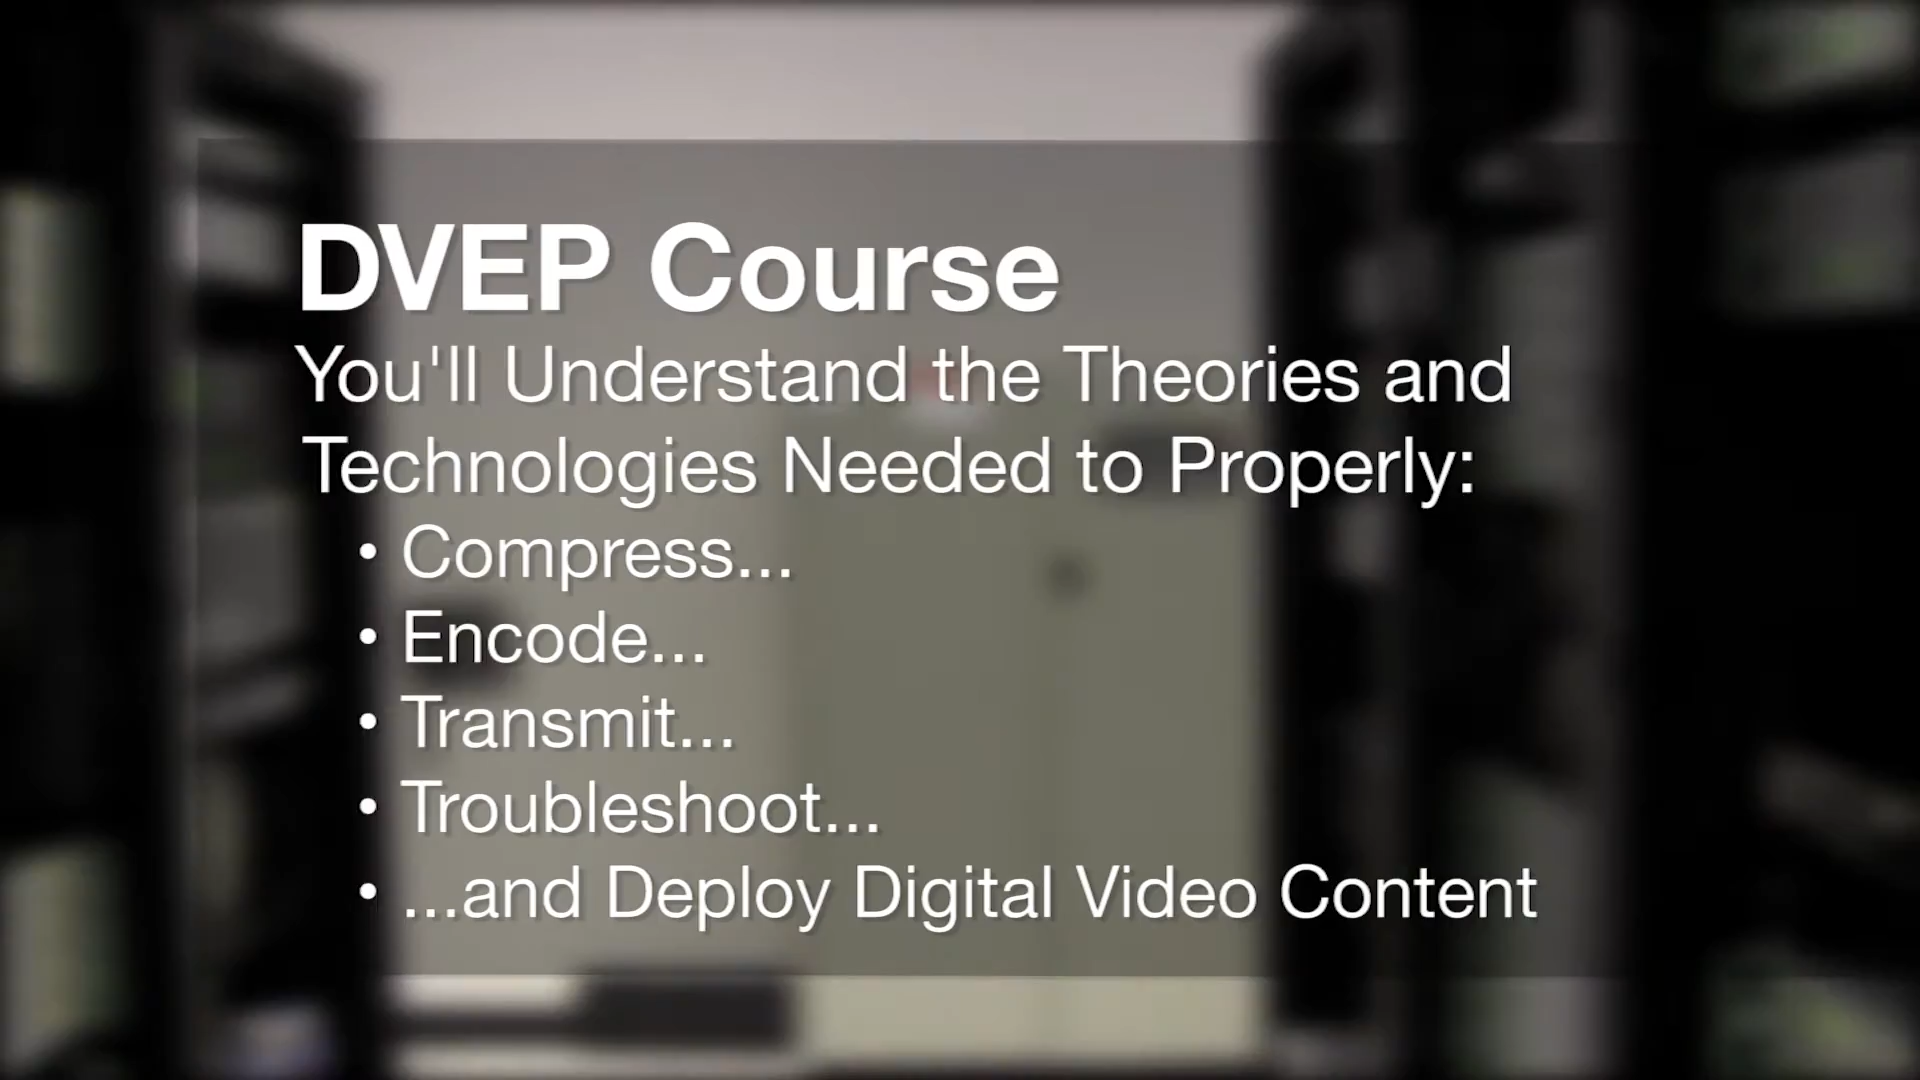 DVEP Course
You'll Understand the Theories and
Technologies Needed to Properly:
• Compress...
• Encode...
• Transmit...
• Troubleshoot...
• ...and Deploy Digital Video Content